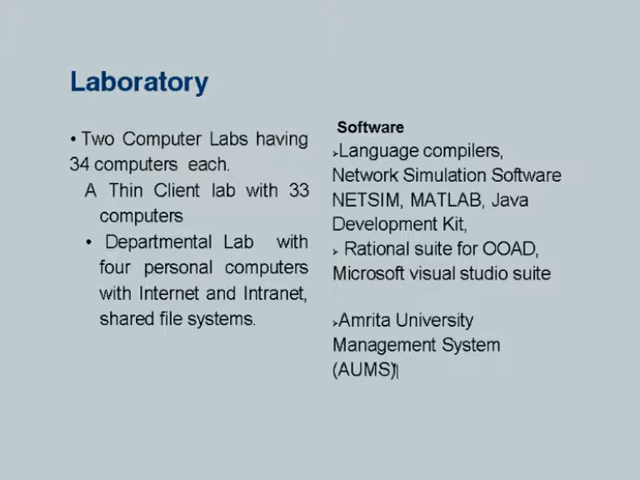 Laboratory
• Two Computer Labs having
34 computers each.
A Thin Client lab with 33
computers
• Departmental Lab with
four personal computers
with Internet and Intranet,
shared file systems.
Software
➢Language compilers,
Network Simulation Software
NETSIM, MATLAB, Java
Development Kit,
➢ Rational suite for OOAD,
Microsoft visual studio suite
➢Amrita University
Management System
(AUMS)